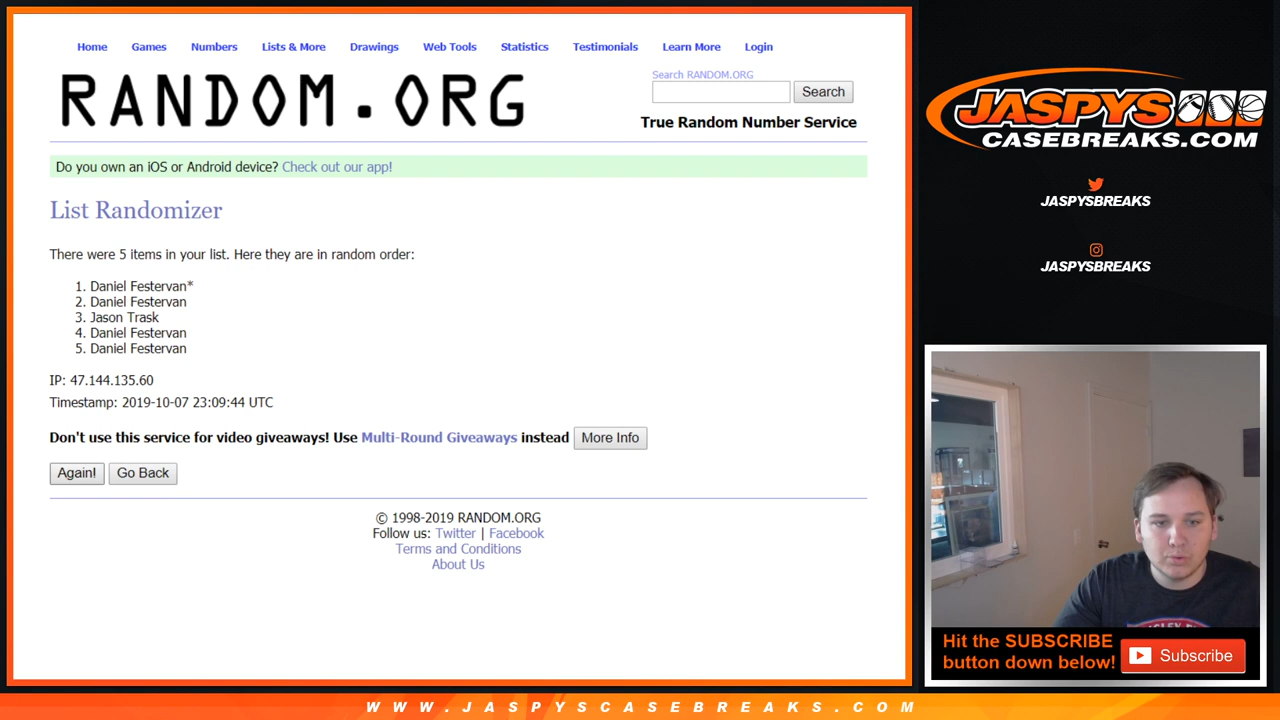 Home Games Numbers Lists & More Drawings Web Tools Statistics Testimonials Learn More Login
RANDOM.ORG
Search RANDOM.ORG
Search
True Random Number Service
Do you own an iOS or Android device? Check out our app!
List Randomizer
There were 5 items in your list. Here they are in random order:
1. Daniel Festervan*
2. Daniel Festervan
3. Jason Trask
4. Daniel Festervan
5. Daniel Festervan
IP: 47.144.135.60
Timestamp: 2019-10-07 23:09:44 UTC
Don't use this service for video giveaways! Use Multi-Round Giveaways instead More Info
Again! Go Back
© 1998-2019 RANDOM.ORG
Follow us: Twitter | Facebook
Terms and Conditions
About Us
JASPYS
CASEBREAKS.COM
JASPYSBREAKS
JASPYSBREAKS
Hit the SUBSCRIBE
button down below!
Subscribe
WWW.JASPYSCASEBREAKS.COM